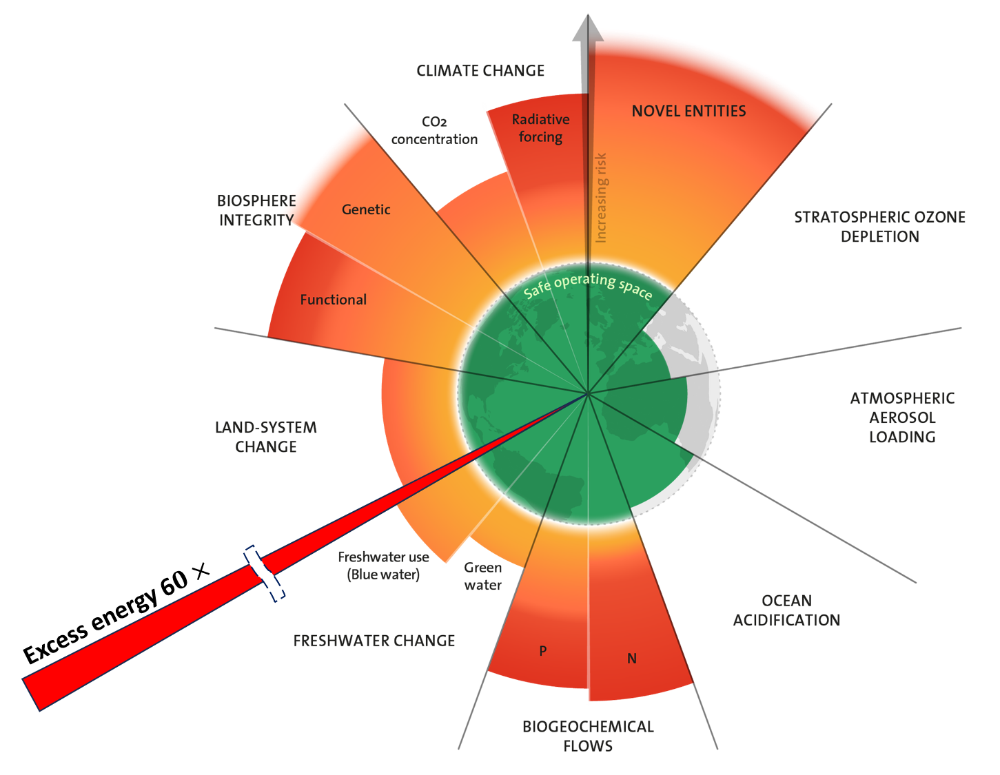 CLIMATE CHANGE
CO2
concentration
Radiative
forcing
NOVEL ENTITIES
Increasing risk
BIOSPHERE
INTEGRITY
Genetic
Functional
STRATOSPHERIC OZONE
DEPLETION
Safe operating space
ATMOSPHERIC
AEROSOL
LOADING
LAND-SYSTEM
CHANGE
Excess energy 60 ×
Freshwater use
(Blue water)
Green
water
FRESHWATER CHANGE
OCEAN
ACIDIFICATION
P
N
BIOGEOCHEMICAL
FLOWS